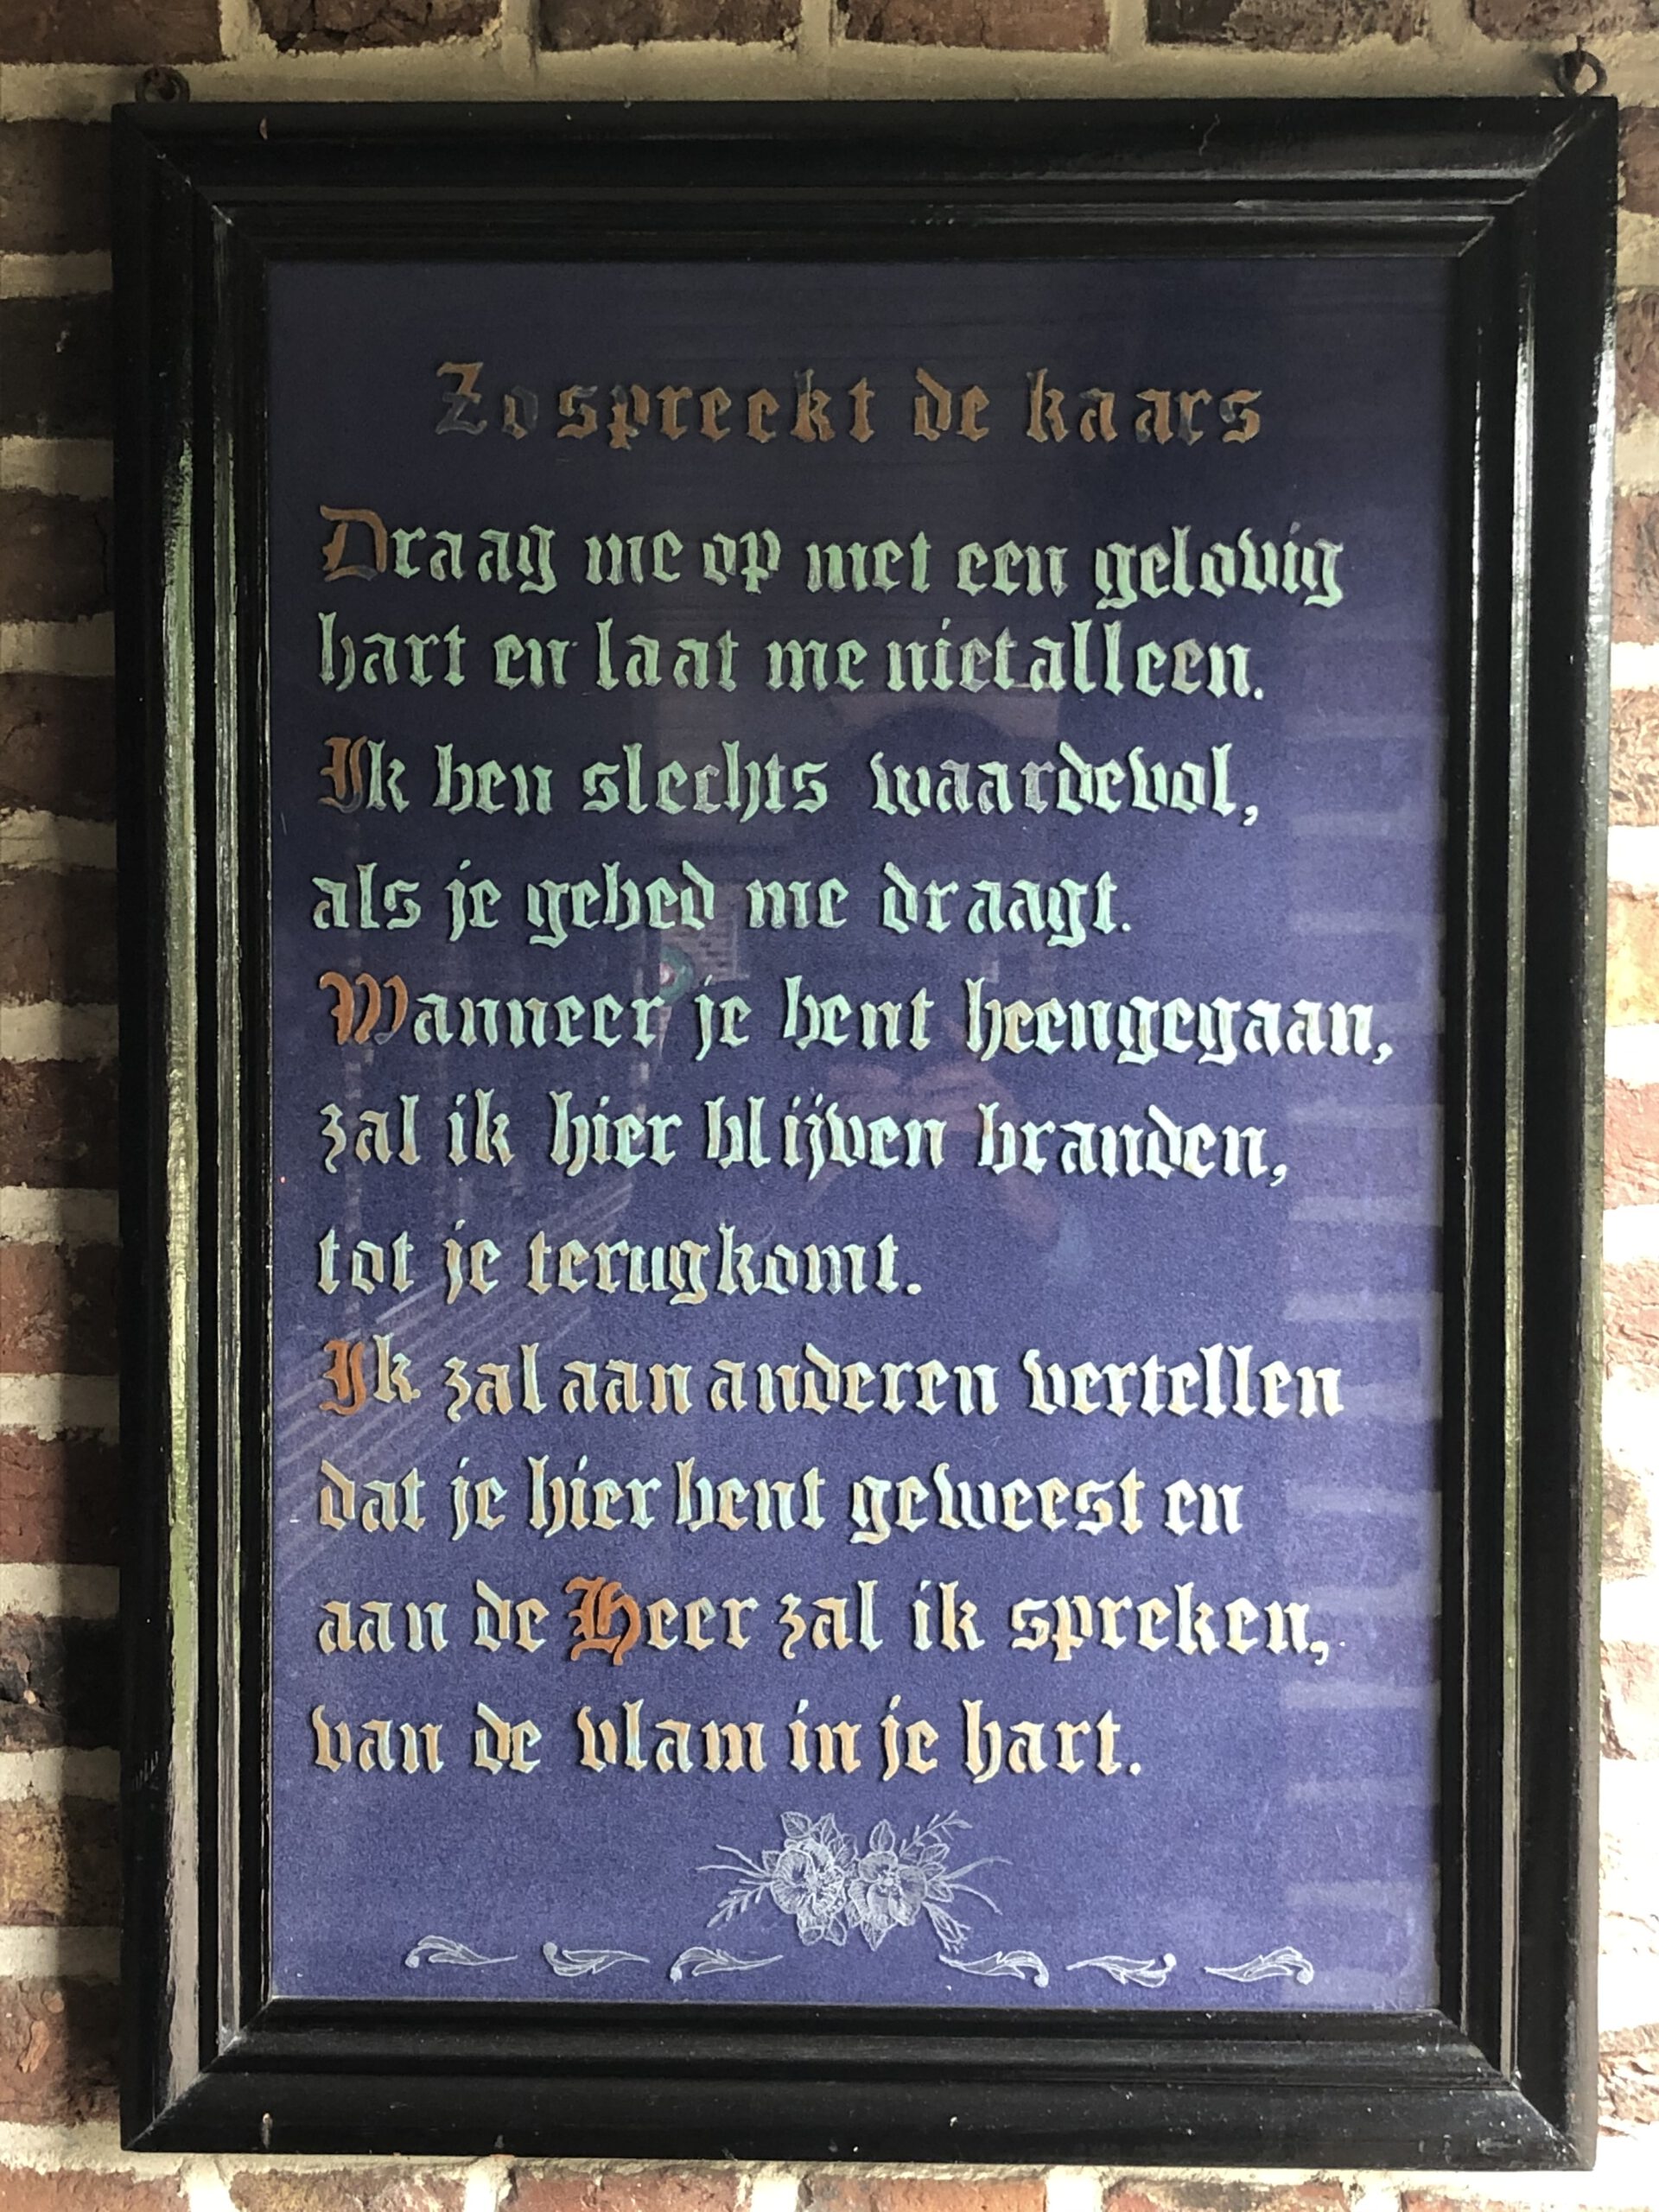 Zo spreekt de kaars
Draag me op met een gelovig
hart en laat me niet alleen.
Ik ben slechts waardevol,
als je gebed me draagt.
Wanneer je bent heengegaan,
zal ik hier blijven branden,
tot je terugkomt.
Ik zal aan anderen vertellen
dat je hier bent geweest en
aan de Heer zal ik spreken,
van de vlam in je hart.